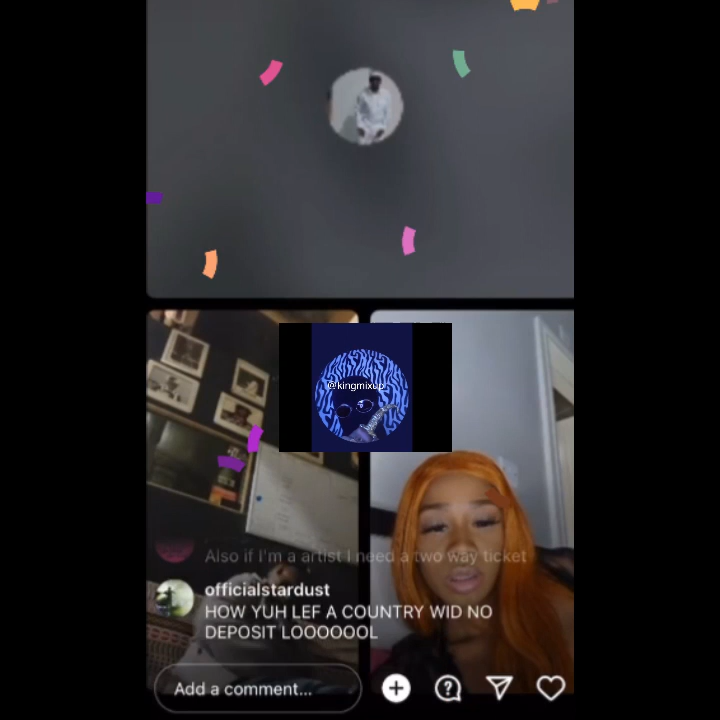 @kingmixup
Also if I'm a artist I need a two way ticket
officialstardust
HOW YUH LEF A COUNTRY WID NO
DEPOSIT LOOOOOOL
Add a comment...